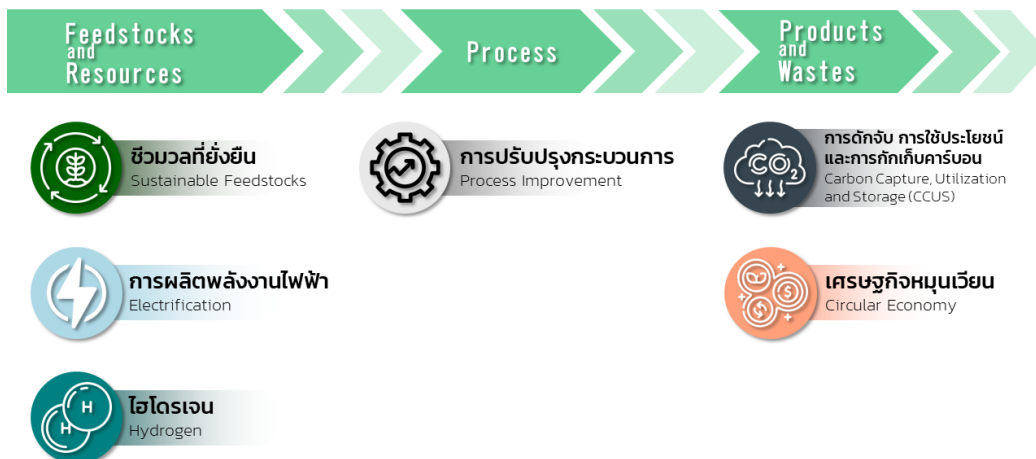 Feedstocks
and
Resources
Process
Products
and
Wastes
ชีวมวลที่ยั่งยืน
Sustainable Feedstocks
การผลิตพลังงานไฟฟ้า
Electrification
H
H
ไฮโดรเจน
Hydrogen
การปรับปรุงกระบวนการ
Process Improvement
CO2
การดักจับ การใช้ประโยชน์
และการกักเก็บคาร์บอน
Carbon Capture, Utilization
and Storage (CCUS)
$
เศรษฐกิจหมุนเวียน
Circular Economy